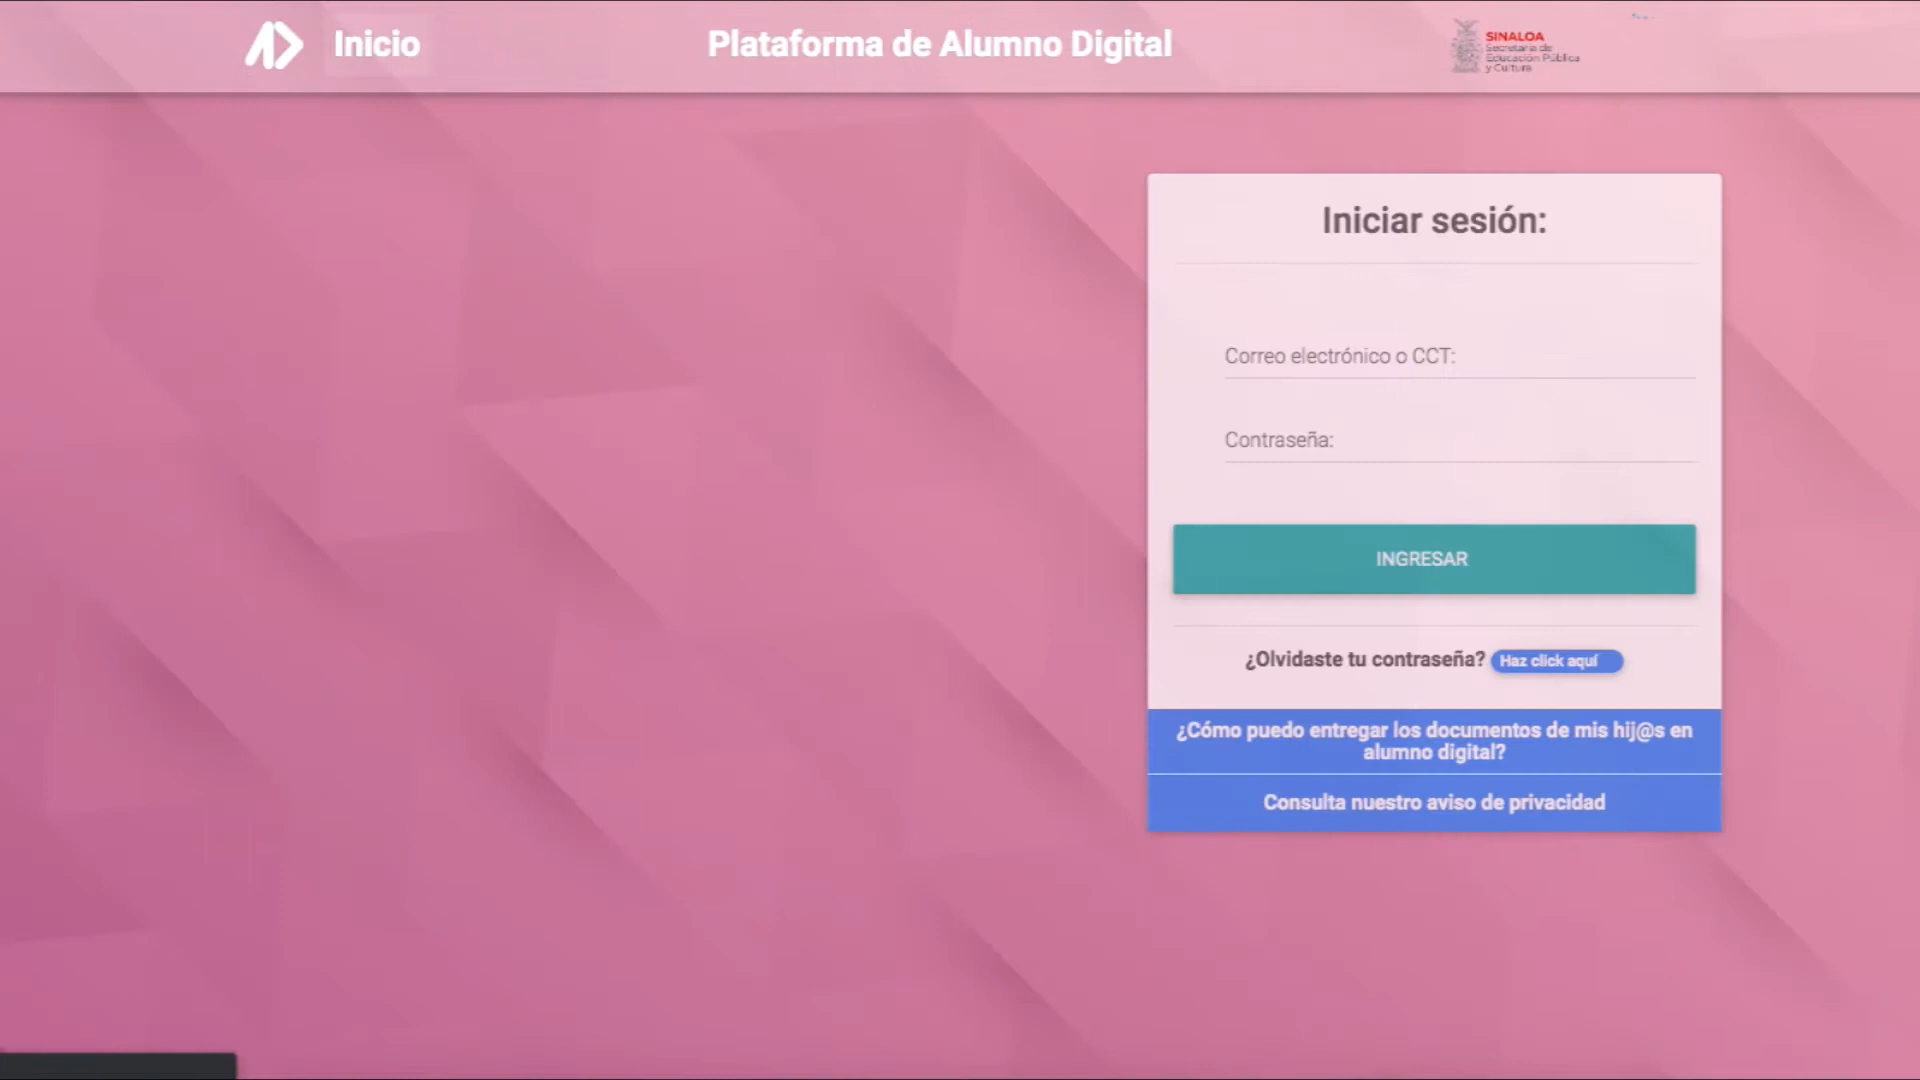 Inicio
Plataforma de Alumno Digital
SINALOA
Secretaría de
Educación Pública
y Cultura
Iniciar sesión:
Correo electrónico o CCT:
Contraseña:
INGRESAR
¿Olvidaste tu contraseña? Haz click aquí
¿Cómo puedo entregar los documentos de mis hij@s en
alumno digital?
Consulta nuestro aviso de privacidad